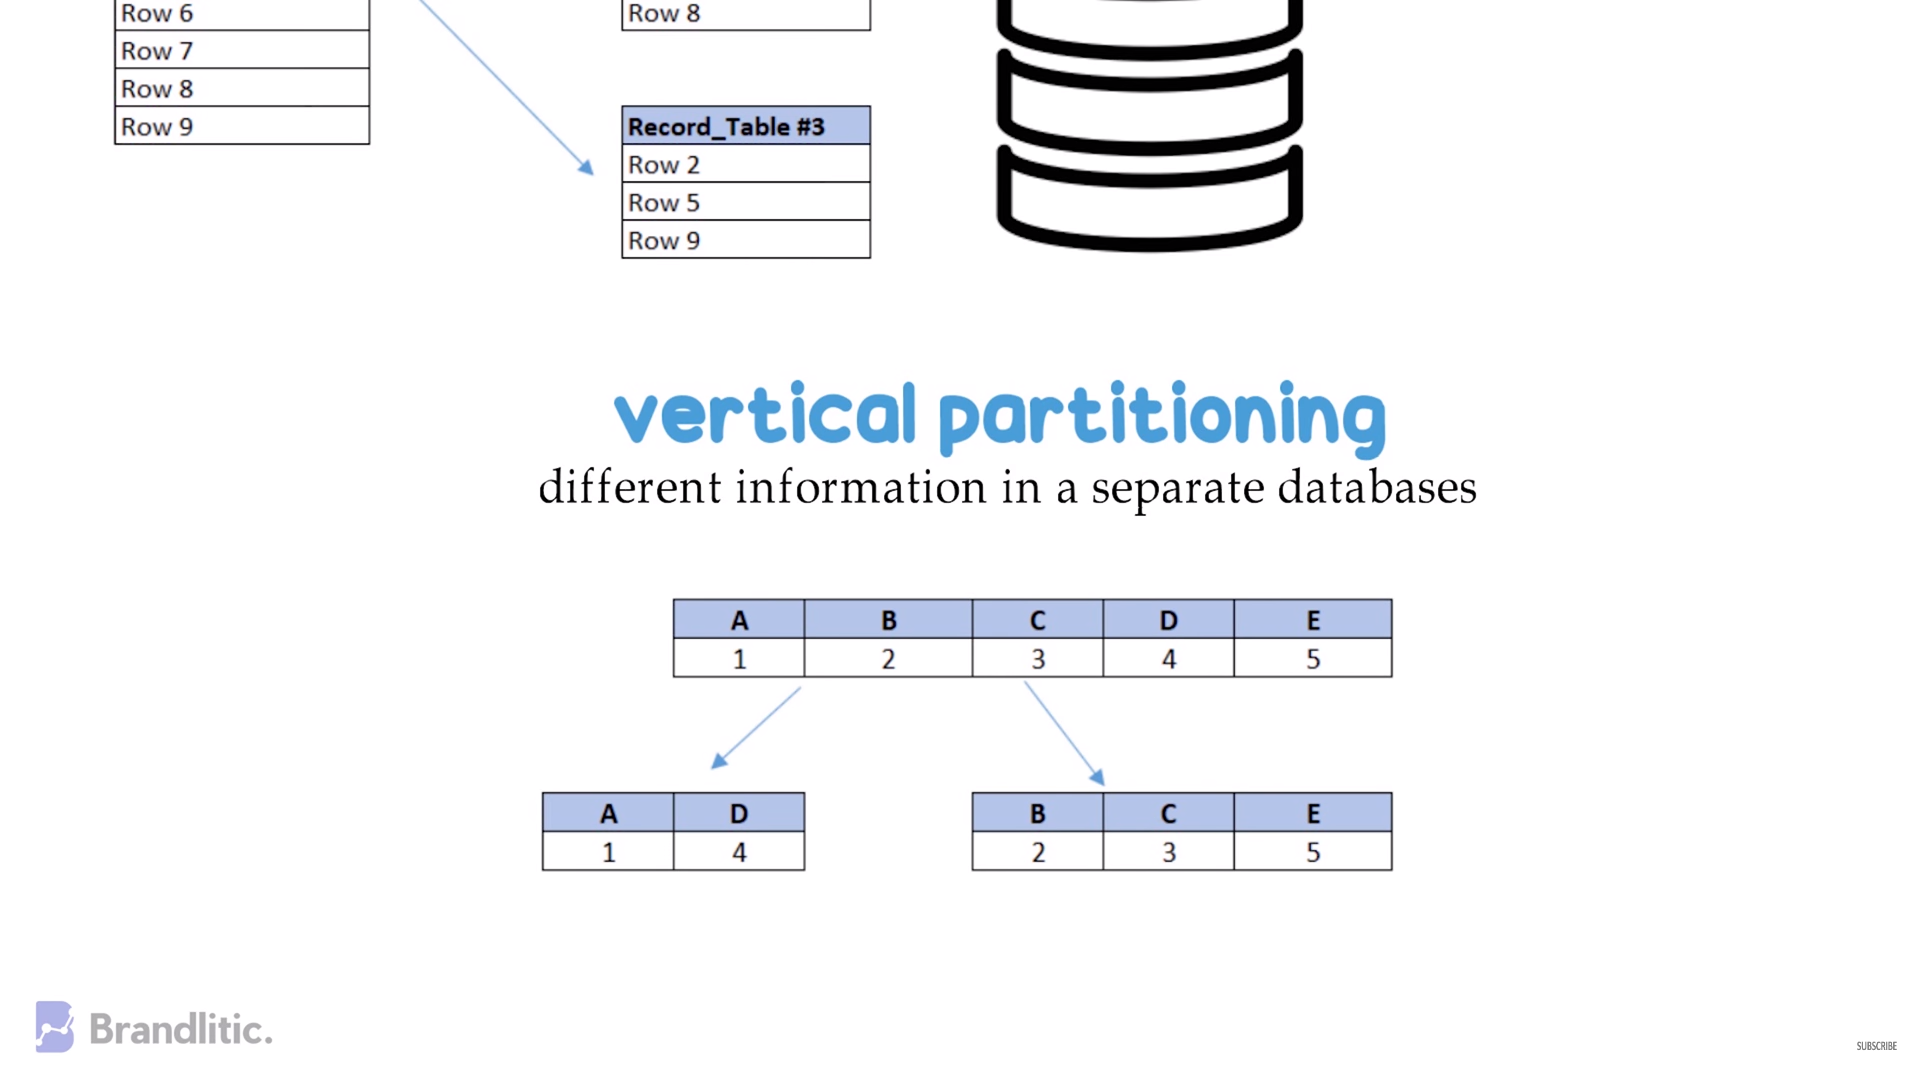 Row 6
Row 7
Row 8
Row 9
Row 8
Record_Table #3
Row 2
Row 5
Row 9
vertical partitioning
different information in a separate databases
A B C D E
1 2 3 4 5
A D
1 4
B C E
2 3 5
Brandlitic.
SUBSCRIBE